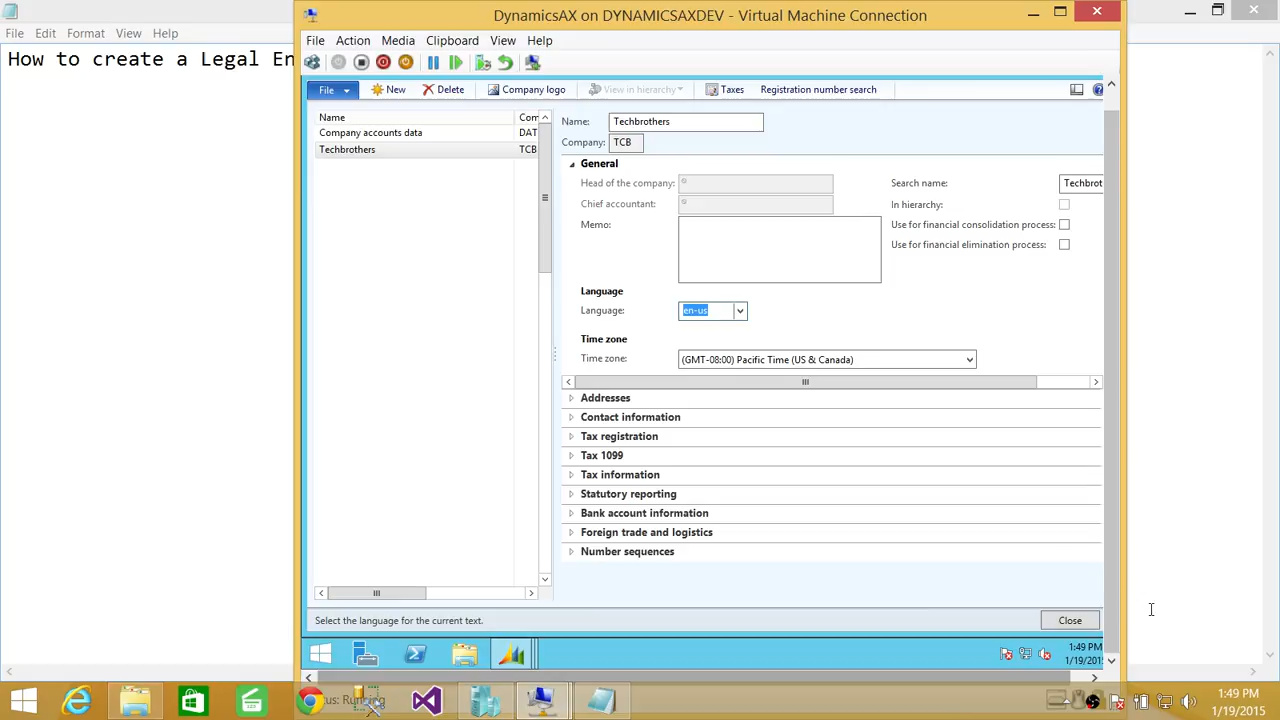 DynamicsAX on DYNAMICSAXDEV - Virtual Machine Connection
File Edit Format View Help
How to create a Legal En
File Action Media Clipboard View Help
File New Delete Company logo View in hierarchy Taxes Registration number search
Name Com
Company accounts data DAT
Techbrothers TCB
Name: Techbrothers
Company: TCB
General
Head of the company:
Chief accountant:
Memo:
Search name: Techbrot
In hierarchy:
Use for financial consolidation process:
Use for financial elimination process:
Language
Language: en-us
Time zone
Time zone: (GMT-08:00) Pacific Time (US & Canada)
Addresses
Contact information
Tax registration
Tax 1099
Tax information
Statutory reporting
Bank account information
Foreign trade and logistics
Number sequences
Select the language for the current text.
Close
1:49 PM
1/19/2015
Running
1:49 PM
1/19/2015